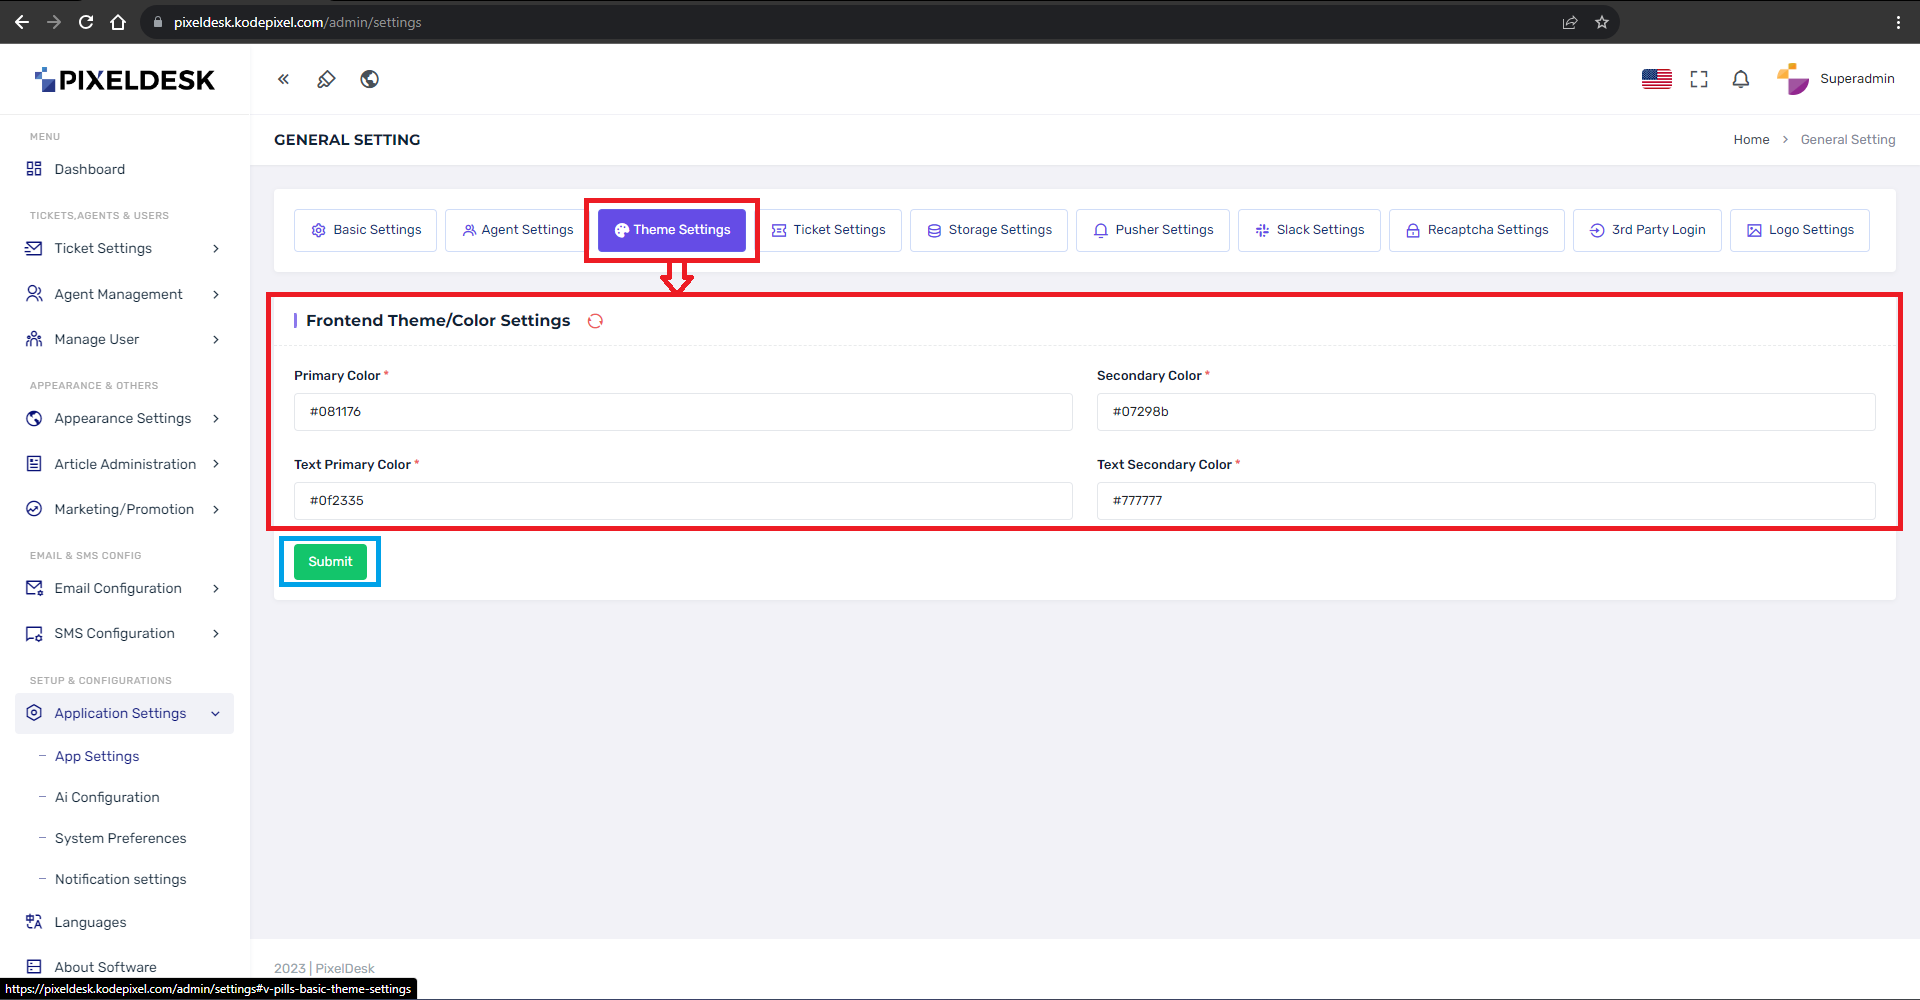 pixeldesk.kodepixel.com/admin/settings
PIXELDESK
Superadmin
MENU
Dashboard
TICKETS,AGENTS & USERS
Ticket Settings
Agent Management
Manage User
APPEARANCE & OTHERS
Appearance Settings
Article Administration
Marketing/Promotion
EMAIL & SMS CONFIG
Email Configuration
SMS Configuration
SETUP & CONFIGURATIONS
Application Settings
App Settings
Ai Configuration
System Preferences
Notification settings
Languages
About Software
GENERAL SETTING
Home > General Setting
Basic Settings
Agent Settings
Theme Settings
Ticket Settings
Storage Settings
Pusher Settings
Slack Settings
Recaptcha Settings
3rd Party Login
Logo Settings
Frontend Theme/Color Settings
Primary Color *
#081176
Secondary Color *
#07298b
Text Primary Color *
#0f2335
Text Secondary Color *
#777777
Submit
2023 | PixelDesk
https://pixeldesk.kodepixel.com/admin/settings#v-pills-basic-theme-settings